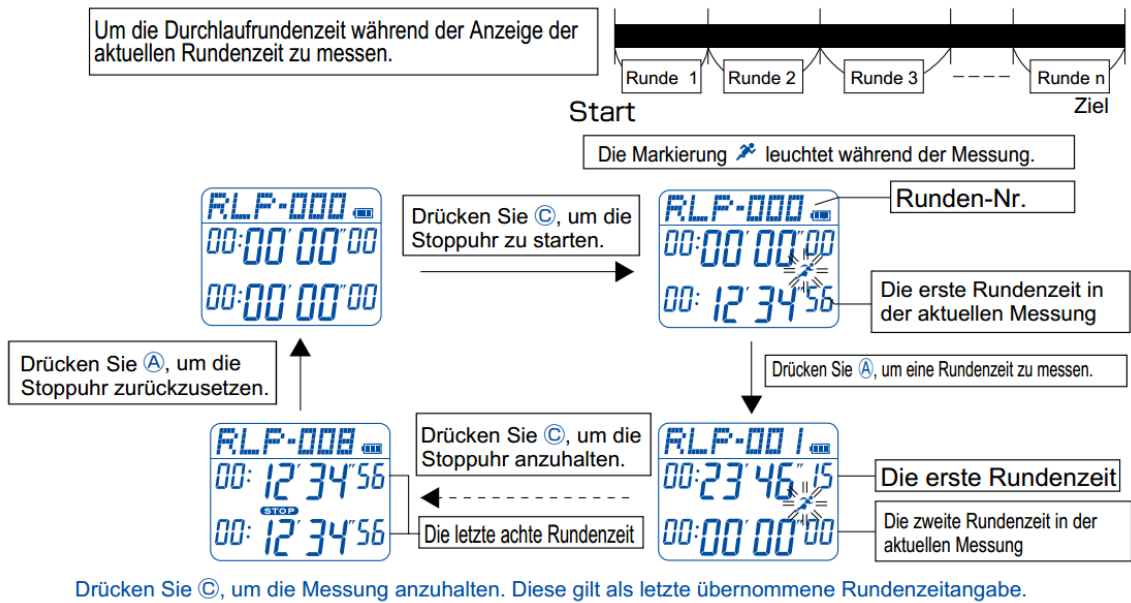 Um die Durchlaufrundenzeit während der Anzeige der
aktuellen Rundenzeit zu messen.
Runde 1
Runde 2
Runde 3
Runde n
Start
Ziel
Die Markierung leuchtet während der Messung.
RLP-000
00:00'00"00
00:00'00"00
Drücken Sie Ⓒ, um die
Stoppuhr zu starten.
RLP-000
00:00'00"00
00:12'34"56
Runden-Nr.
Die erste Rundenzeit in
der aktuellen Messung
Drücken Sie Ⓐ, um die
Stoppuhr zurückzusetzen.
Drücken Sie Ⓐ, um eine Rundenzeit zu messen.
RLP-008
00:12'34"56
STOP
00:12'34"56
Drücken Sie Ⓒ, um die
Stoppuhr anzuhalten.
Die letzte achte Rundenzeit
RLP-001
00:23'46"15
00:00'00"00
Die erste Rundenzeit
Die zweite Rundenzeit in der
aktuellen Messung
Drücken Sie Ⓒ, um die Messung anzuhalten. Diese gilt als letzte übernommene Rundenzeitangabe.